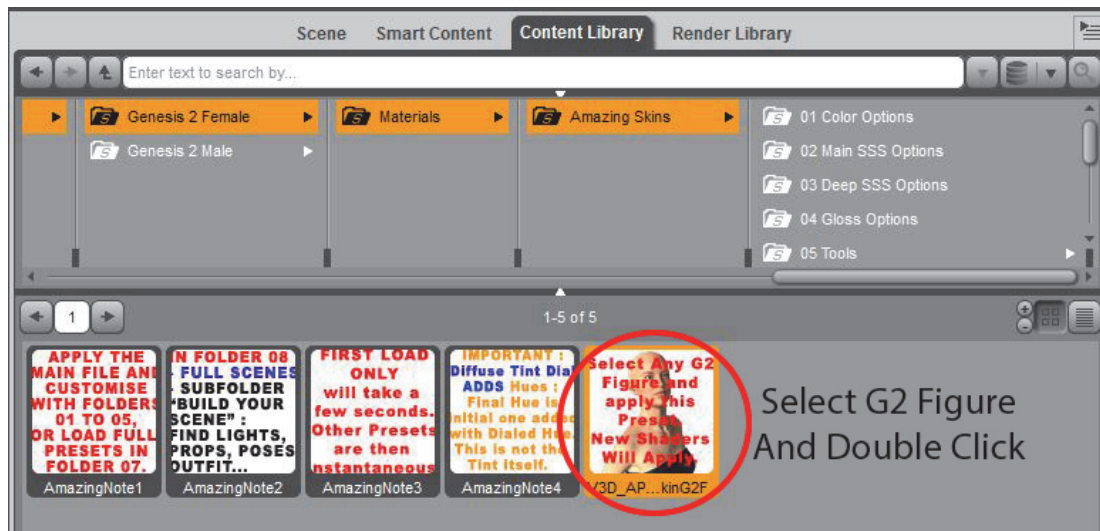 Scene Smart Content Content Library Render Library
Enter text to search by...
Genesis 2 Female Materials Amazing Skins 01 Color Options
Genesis 2 Male 02 Main SSS Options
03 Deep SSS Options
04 Gloss Options
05 Tools
1 1-5 of 5
APPLY THE
MAIN FILE AND
CUSTOMISE
WITH FOLDERS
01 TO 05,
OR LOAD FULL
PRESETS IN
FOLDER 07.
AmazingNote1
IN FOLDER 08
- FULL SCENES
- SUBFOLDER
"BUILD YOUR
SCENE" :
FIND LIGHTS,
PROPS, POSES
OUTFIT...
AmazingNote2
FIRST LOAD
ONLY
will take a
few seconds.
Other Presets
are then
instantaneous
AmazingNote3
IMPORTANT :
Diffuse Tint Dial
ADDS Hues :
Final Hue is
initial one added
with Dialed Hue.
This is not the
Tint itself.
AmazingNote4
Select Any G2
Figure and
apply this
Preset.
New Shaders
Will Apply.
V3D_AP...kinG2F
Select G2 Figure
And Double Click